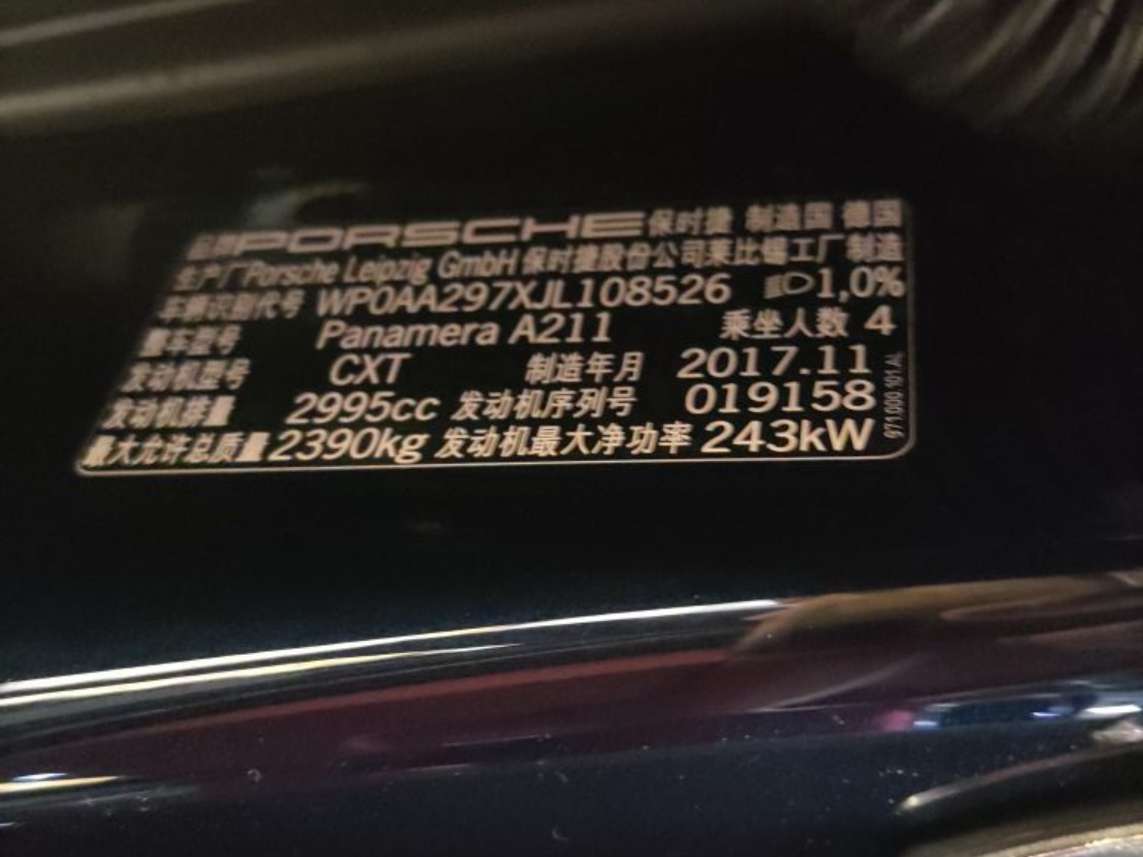 品牌PORSCHE保时捷 制造国 德国
生产厂Porsche Leipzig GmbH 保时捷股份公司莱比锡工厂制造
车辆识别代号 WP0AA297XJL108526 1,0%
整车型号 Panamera A211 乘坐人数 4
发动机型号 CXT 制造年月 2017.11
发动机排量 2995cc 发动机序列号 019158
最大允许总质量 2390kg 发动机最大净功率 243kW
971.000.101.AL